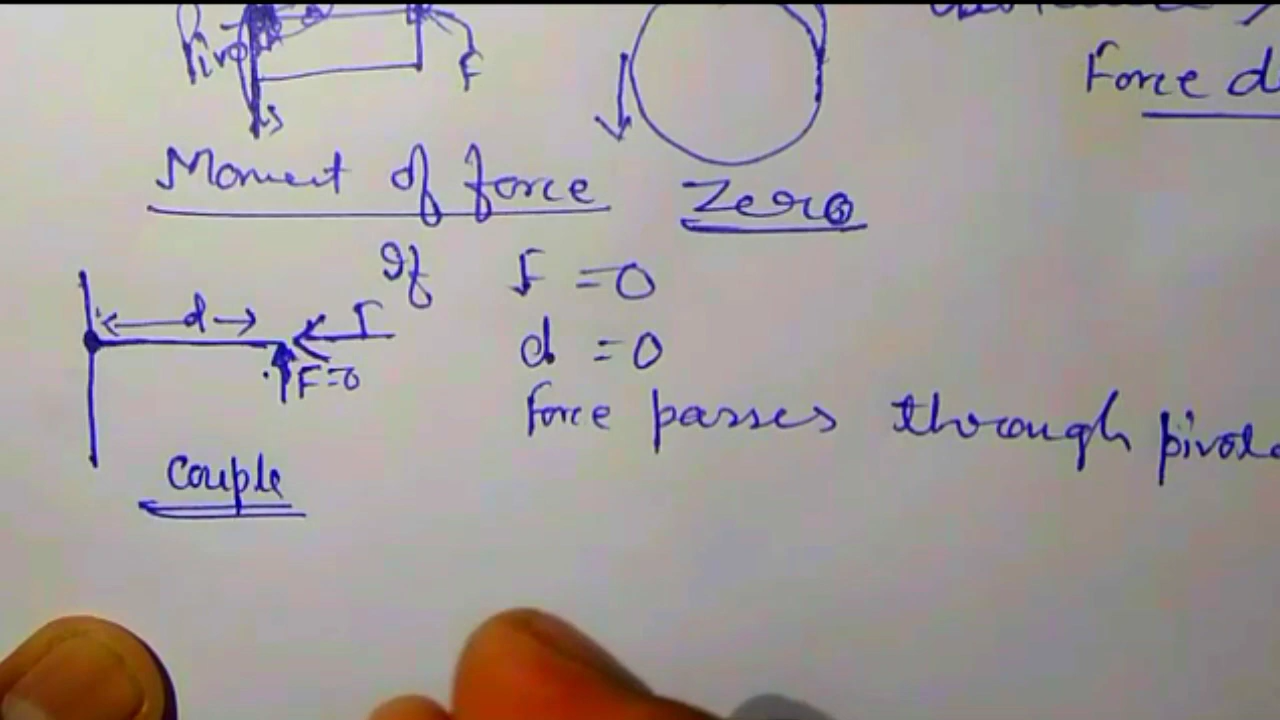 Pivot
F
Force d
Moment of force Zero
If F = 0
d F
d = 0
F=0
Force passes through pivot
Couple